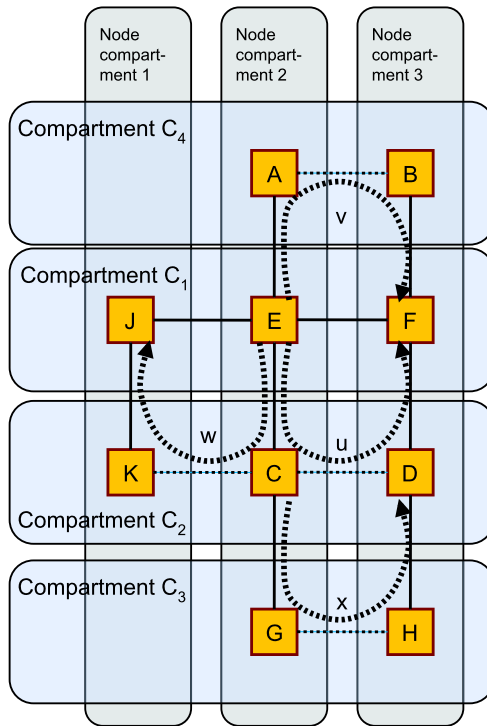 Node
compart-
ment 1
Node
compart-
ment 2
Node
compart-
ment 3
Compartment C4
A
B
v
Compartment C1
J
E
F
w
u
K
C
D
Compartment C2
Compartment C3
x
G
H